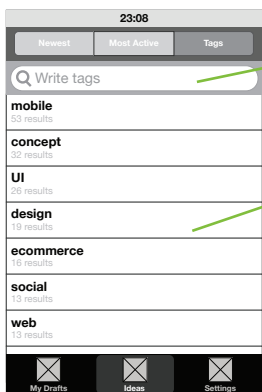 23:08
Newest Most Active Tags
Write tags
mobile
53 results
concept
32 results
UI
26 results
design
19 results
ecommerce
16 results
social
13 results
web
13 results
My Drafts Ideas Settings